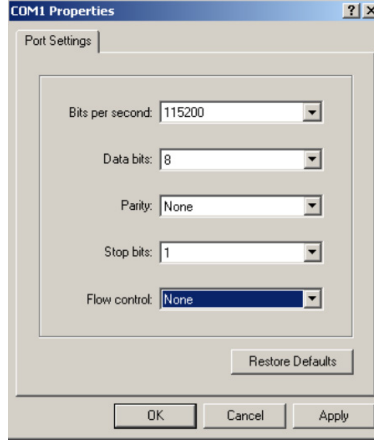 COM1 Properties
Port Settings
Bits per second: 115200
Data bits: 8
Parity: None
Stop bits: 1
Flow control: None
Restore Defaults
OK Cancel Apply